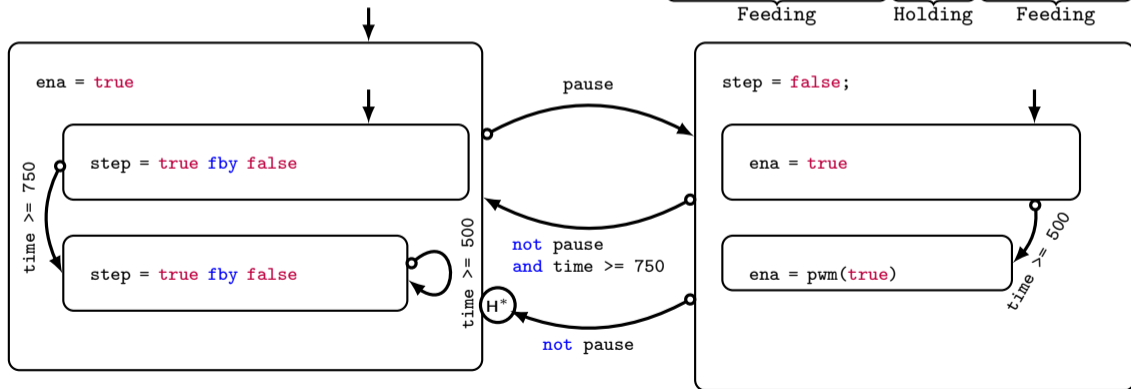 Feeding
Holding
Feeding
ena = true
step = true fby false
time >= 750
step = true fby false
time >= 500
pause
not pause
and time >= 750
H*
not pause
step = false;
ena = true
time >= 500
ena = pwm(true)